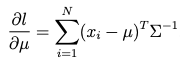 ∂l/∂μ = ∑_{i=1}^{N} (x_i − μ)^T Σ^{−1}